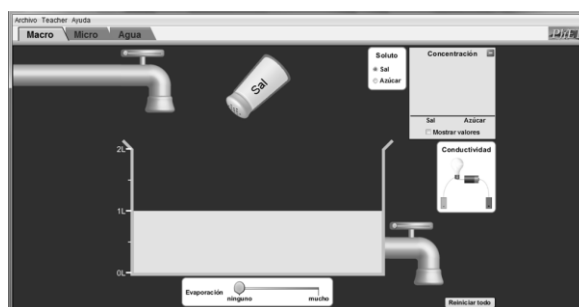 Archivo Teacher Ayuda
Macro Micro Agua
PhET
Soluto
Sal
Azúcar
Concentración
Sal Azúcar
Mostrar valores
Sal
Conductividad
2L
1L
0L
Evaporación
ninguno mucho
Reiniciar todo